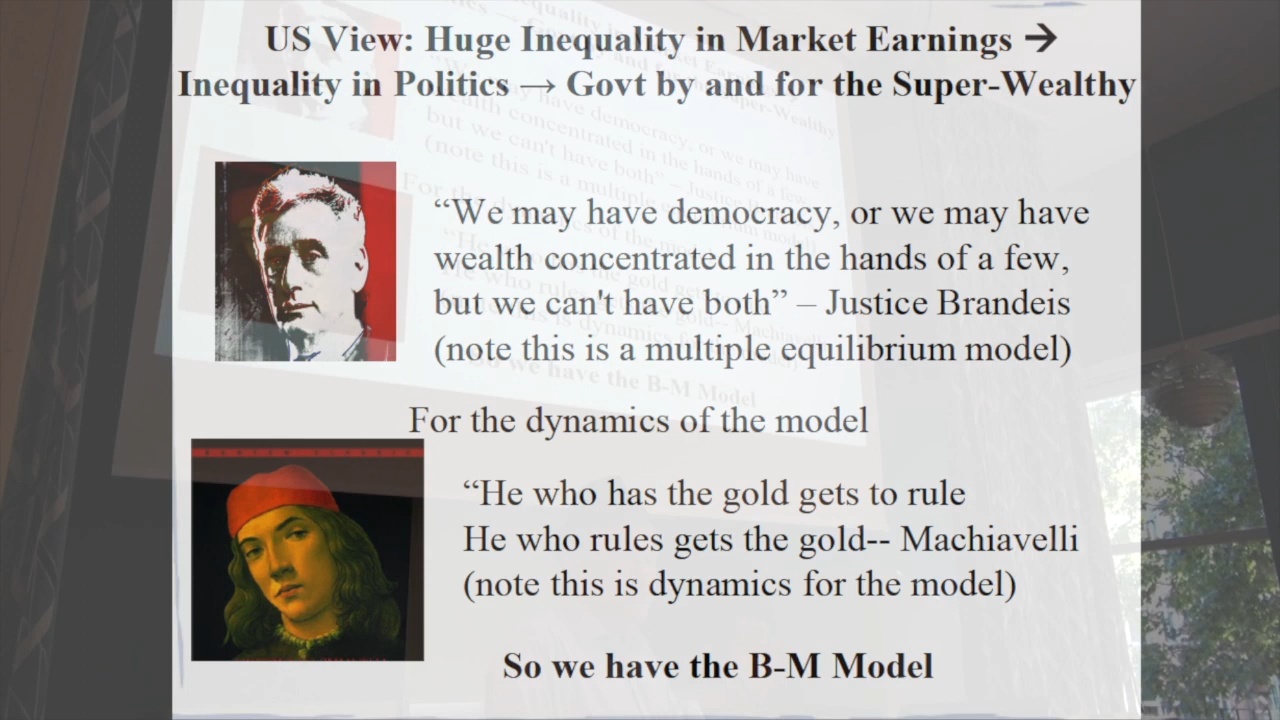 US View: Huge Inequality in Market Earnings ➔
Inequality in Politics → Govt by and for the Super-Wealthy
“We may have democracy, or we may have
wealth concentrated in the hands of a few,
but we can't have both” – Justice Brandeis
(note this is a multiple equilibrium model)
For the dynamics of the model
“He who has the gold gets to rule
He who rules gets the gold-- Machiavelli
(note this is dynamics for the model)
So we have the B-M Model